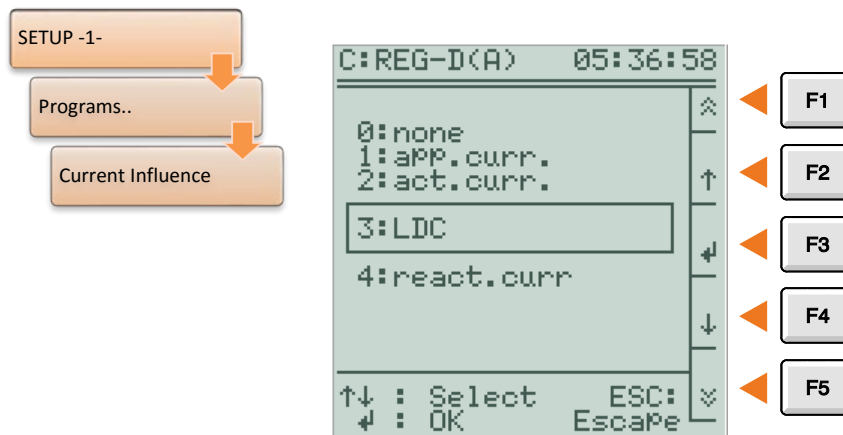 SETUP -1-
Programs..
Current Influence
C:REG-D(A) 05:36:58
0:none
1:app.curr.
2:act.curr.
3:LDC
4:react.curr
↑↓ : Select ESC:
↲ : OK Escape
F1
F2
F3
F4
F5